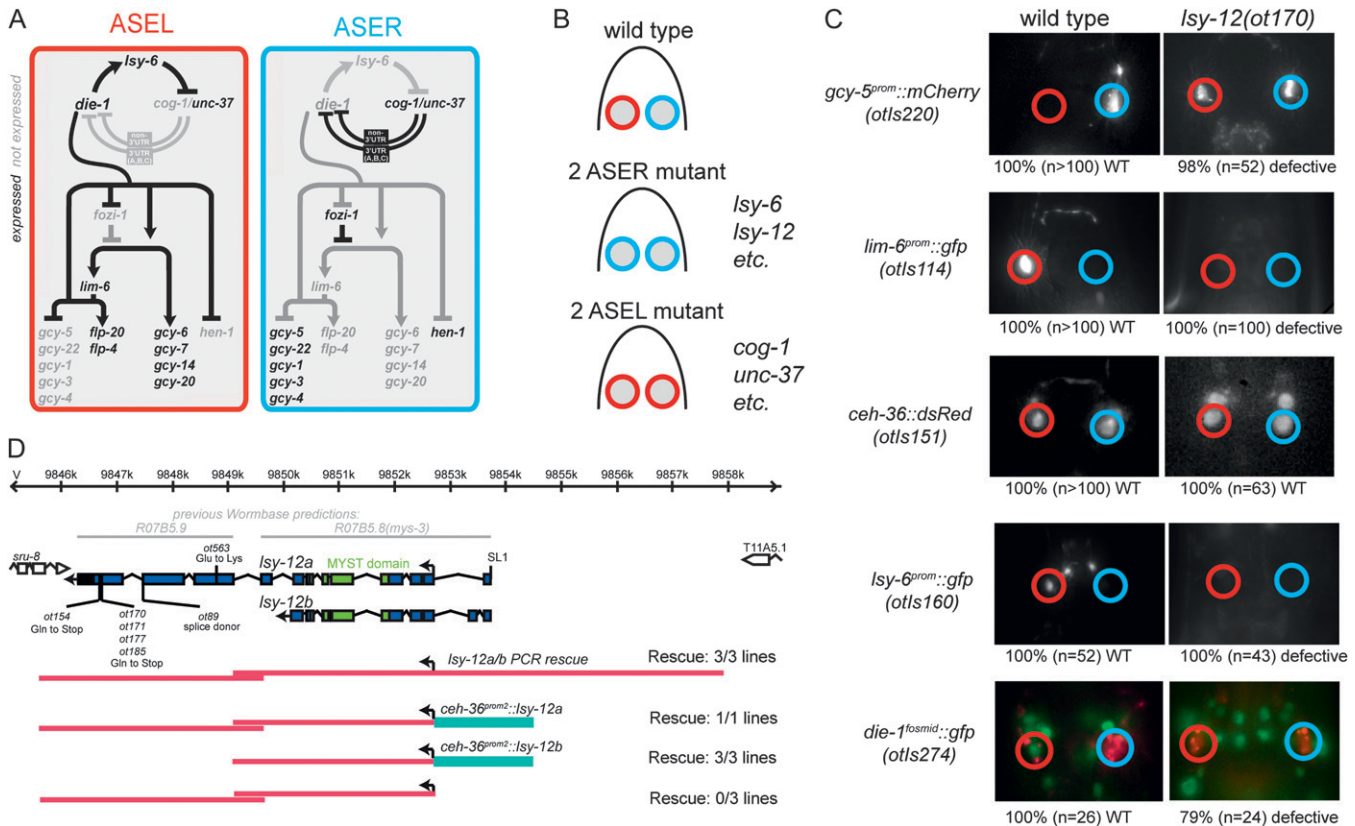 A
ASEL
ASER
expressed not expressed
lsy-6
die-1
cog-1/unc-37
non-3'UTR
3'UTR (A,B,C)
fozi-1
lim-6
gcy-5
gcy-22
gcy-1
gcy-3
gcy-4
flp-20
flp-4
gcy-6
gcy-7
gcy-14
gcy-20
hen-1
lsy-6
die-1
cog-1/unc-37
non-3'UTR
3'UTR (A,B,C)
fozi-1
lim-6
gcy-5
gcy-22
gcy-1
gcy-3
gcy-4
flp-20
flp-4
gcy-6
gcy-7
gcy-14
gcy-20
hen-1
B
wild type
2 ASER mutant
lsy-6
lsy-12
etc.
2 ASEL mutant
cog-1
unc-37
etc.
C
wild type
lsy-12(ot170)
gcy-5prom::mCherry
(otIs220)
100% (n>100) WT
98% (n=52) defective
lim-6prom::gfp
(otIs114)
100% (n>100) WT
100% (n=100) defective
ceh-36::dsRed
(otIs151)
100% (n>100) WT
100% (n=63) WT
lsy-6prom::gfp
(otIs160)
100% (n=52) WT
100% (n=43) defective
die-1fosmid::gfp
(otIs274)
100% (n=26) WT
79% (n=24) defective
D
V
9846k 9847k 9848k 9849k 9850k 9851k 9852k 9853k 9854k 9855k 9856k 9857k 9858k
previous Wormbase predictions:
R07B5.9
R07B5.8(mys-3)
sru-8
ot563
Glu to Lys
lsy-12a
MYST domain
SL1
T11A5.1
lsy-12b
ot154
Gln to Stop
ot170
ot171
ot177
ot185
Gln to Stop
ot89
splice donor
lsy-12a/b PCR rescue
Rescue: 3/3 lines
ceh-36prom2::lsy-12a
Rescue: 1/1 lines
ceh-36prom2::lsy-12b
Rescue: 3/3 lines
Rescue: 0/3 lines